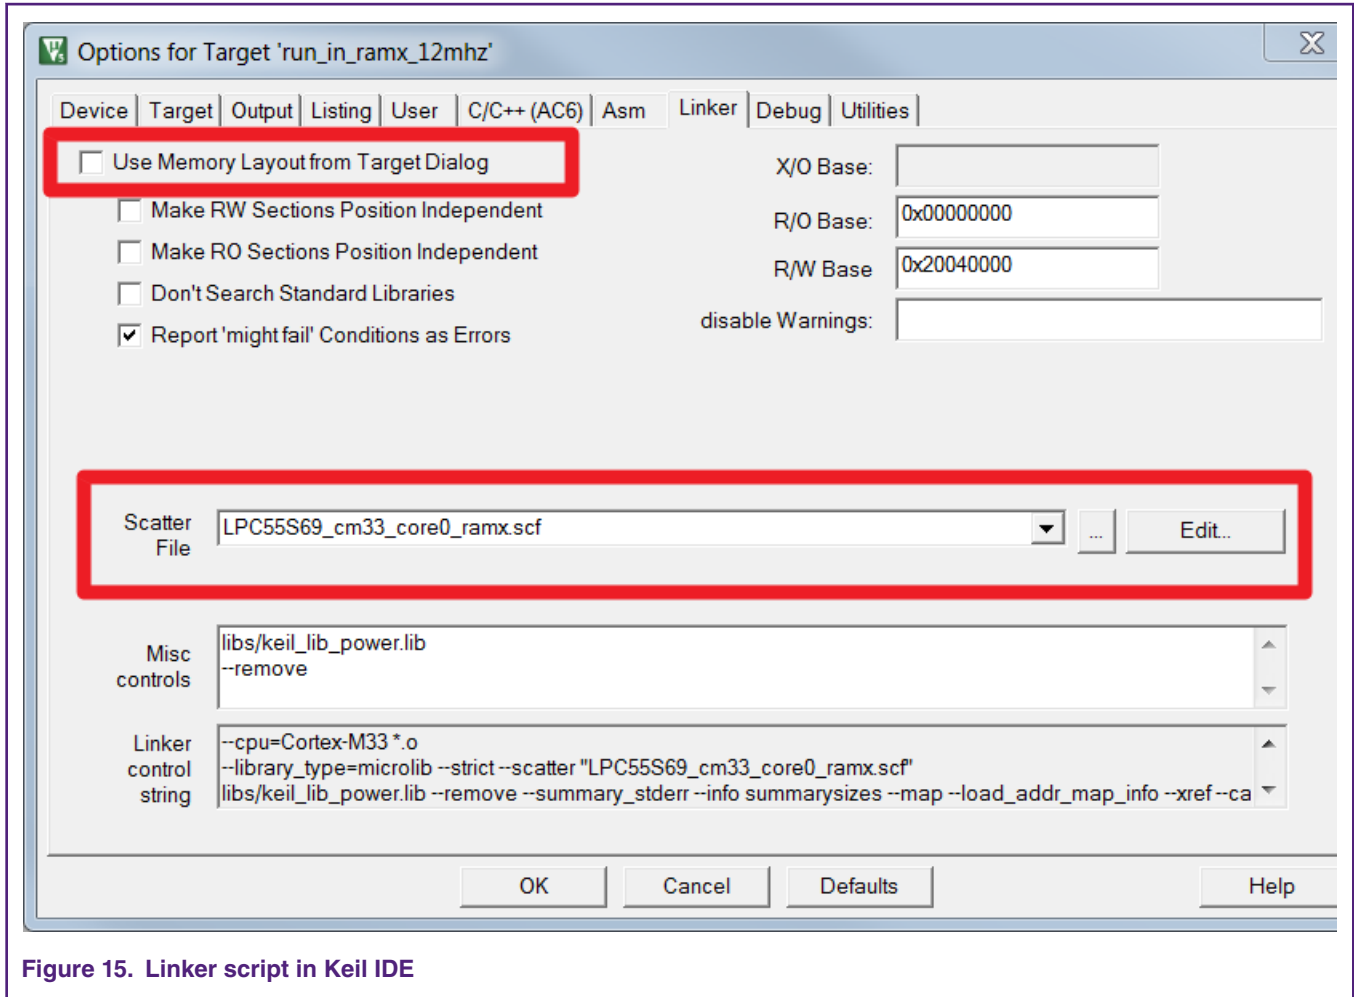 Options for Target 'run_in_ramx_12mhz'
Device Target Output Listing User C/C++ (AC6) Asm Linker Debug Utilities
Use Memory Layout from Target Dialog
Make RW Sections Position Independent
Make RO Sections Position Independent
Don't Search Standard Libraries
Report 'might fail' Conditions as Errors
X/O Base:
R/O Base: 0x00000000
R/W Base 0x20040000
disable Warnings:
Scatter
File
LPC55S69_cm33_core0_ramx.scf
...
Edit...
Misc
controls
libs/keil_lib_power.lib
--remove
Linker
control
string
--cpu=Cortex-M33 *.o
--library_type=microlib --strict --scatter "LPC55S69_cm33_core0_ramx.scf"
libs/keil_lib_power.lib --remove --summary_stderr --info summarysizes --map --load_addr_map_info --xref --ca
OK Cancel Defaults Help
Figure 15. Linker script in Keil IDE